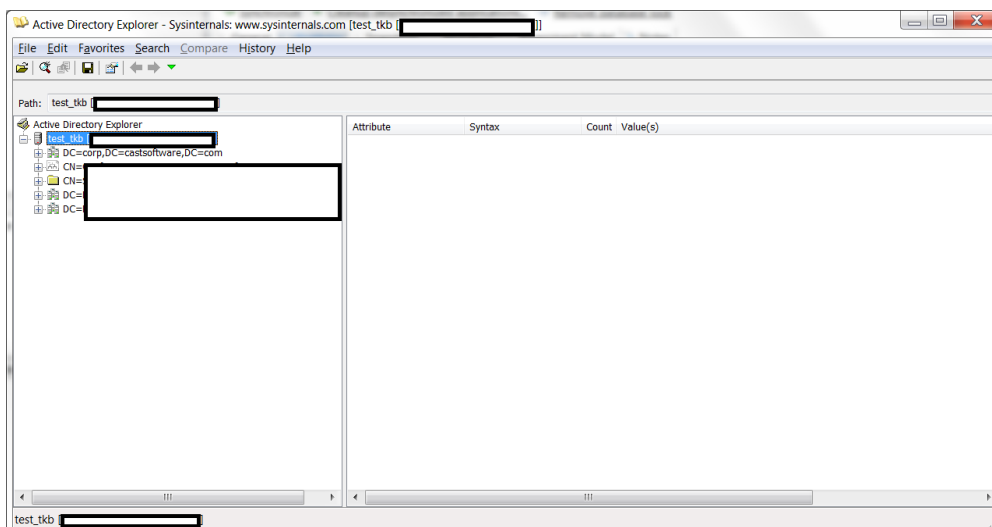 Active Directory Explorer - Sysinternals: www.sysinternals.com [test_tkb []]
File Edit Favorites Search Compare History Help
Path: test_tkb []
Active Directory Explorer
test_tkb [
DC=corp,DC=castsoftware,DC=com
CN=
CN=
DC=
DC=
Attribute Syntax Count Value(s)
test_tkb []